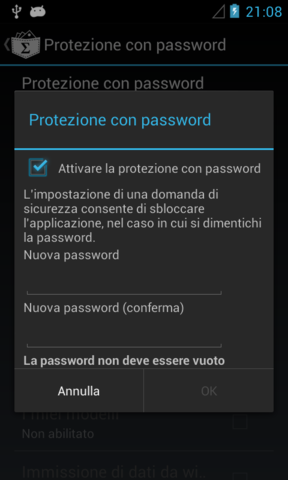 21:08
Protezione con password
Protezione con password
Protezione con password
Attivare la protezione con password
L'impostazione di una domanda di
sicurezza consente di sbloccare
l'applicazione, nel caso in cui si dimentichi
la password.
Nuova password
Nuova password (conferma)
La password non deve essere vuoto
Annulla
OK
I miei modelli
Non abilitato
Immissione di dati da wi